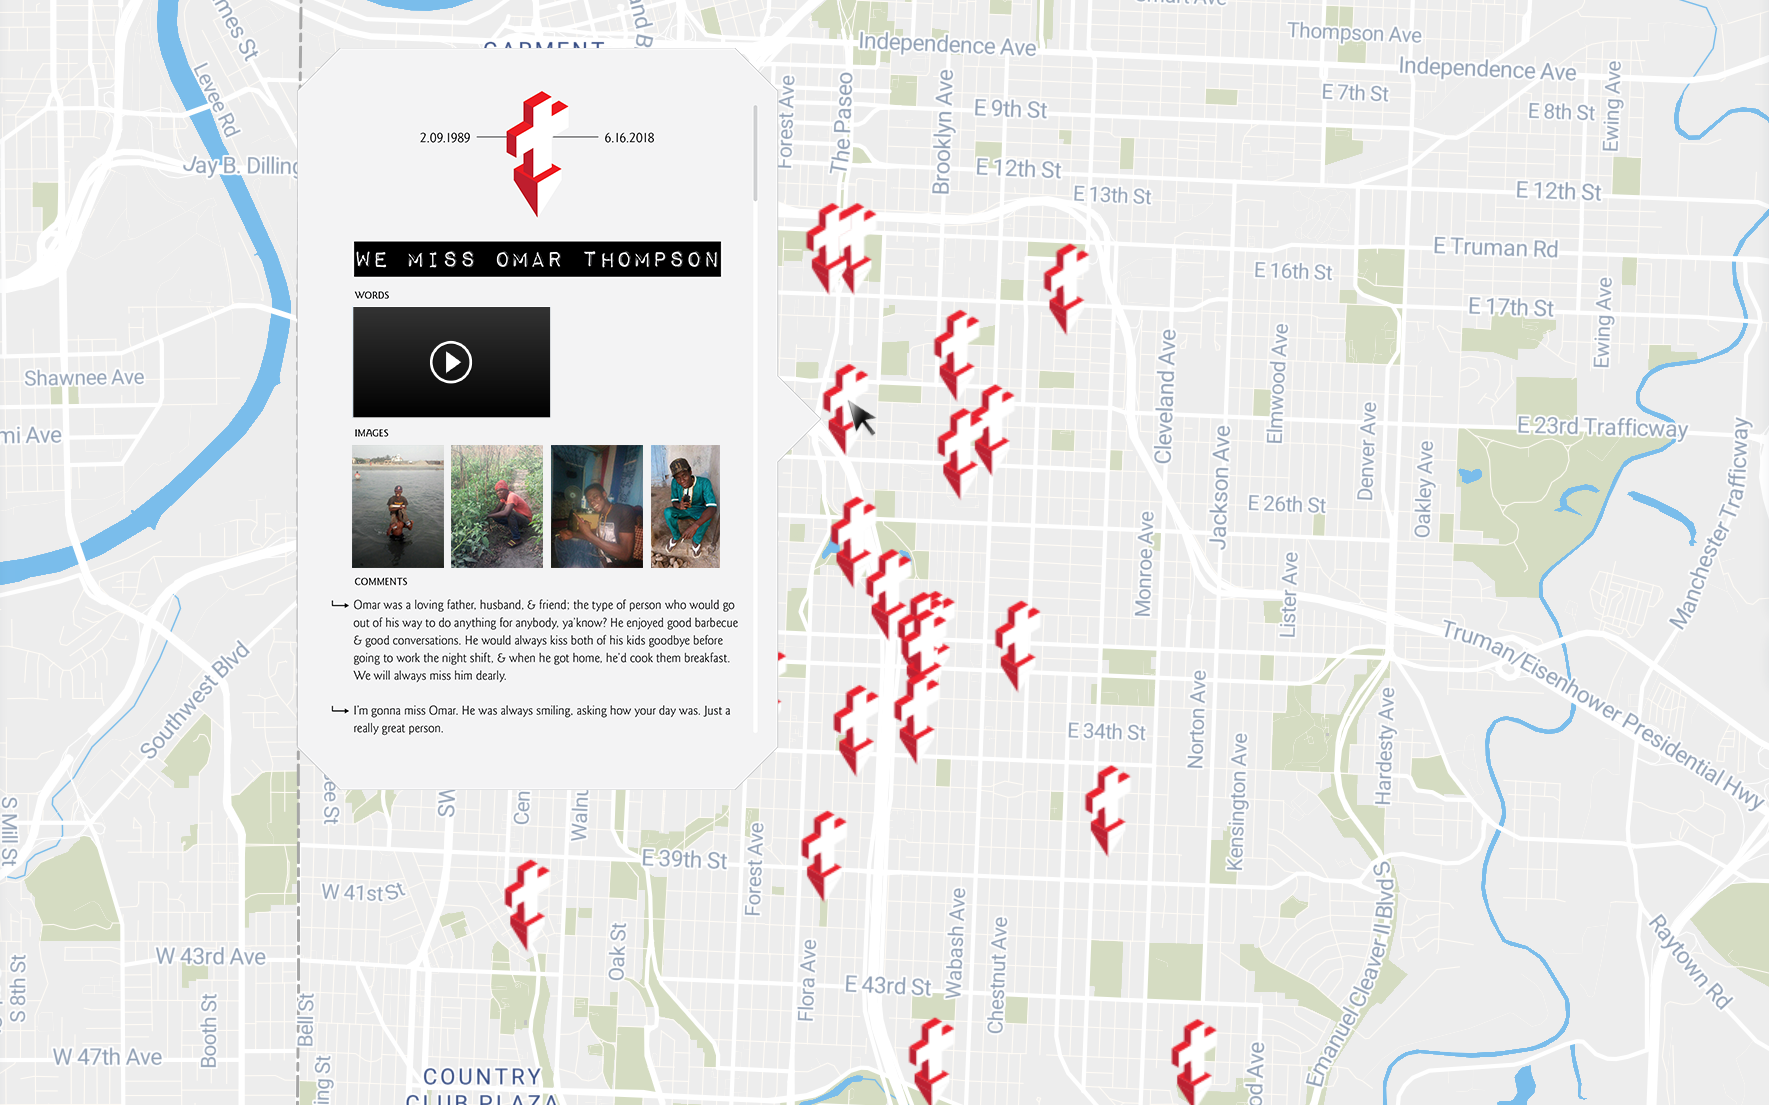 Smart Ave
Independence Ave
Thompson Ave
Independence Ave
E 7th St
E 8th St
Ewing Ave
E 9th St
Forest Ave
The Paseo
Brooklyn Ave
E 12th St
E 13th St
E 12th St
E Truman Rd
E 16th St
E 17th St
Ewing Ave
Levee Rd
Jay B. Dilling
Shawnee Ave
mi Ave
GARMENT
2.09.1989
6.16.2018
WE MISS OMAR THOMPSON
WORDS
IMAGES
COMMENTS
Omar was a loving father, husband, & friend; the type of person who would go
out of his way to do anything for anybody, ya'know? He enjoyed good barbecue
& good conversations. He would always kiss both of his kids goodbye before
going to work the night shift, & when he got home, he'd cook them breakfast.
We will always miss him dearly.
I'm gonna miss Omar. He was always smiling, asking how your day was. Just a
really great person.
Cleveland Ave
Elmwood Ave
Denver Ave
Jackson Ave
Oakley Ave
E 23rd Trafficway
Manchester Trafficway
E 26th St
Monroe Ave
Lister Ave
Truman/Eisenhower Presidential Hwy
Southwest Blvd
E 34th St
Norton Ave
Kensington Ave
Hardesty Ave
S Mill St
ee St
SW
Cen
Walnu
E 39th St
Forest Ave
W 41st St
W 43rd Ave
S 8th St
Booth St
Bell St
Oak St
Flora Ave
E 43rd St
Wabash Ave
Chestnut Ave
Emanuel Cleaver II Blvd S
Raytown Rd
W 47th Ave
ing St
od Ave
COUNTRY
CLUB PLAZA